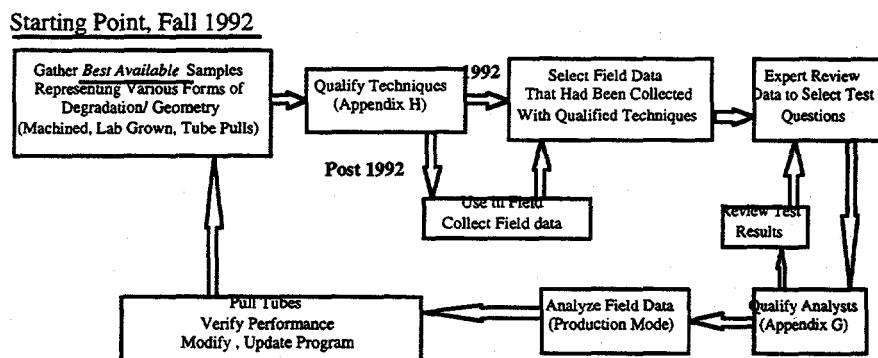 Starting Point, Fall 1992
Gather Best Available Samples
Representing Various Forms of
Degradation/ Geometry
(Machined, Lab Grown, Tube Pulls)
Qualify Techniques
(Appendix H)
1992
Select Field Data
That Had been Collected
With Qualified Techniques
Expert Review
Data to Select Test
Questions
Post 1992
Use in Field
Collect Field data
Review Test
Results
Pull Tubes
Verify Performance
Modify , Update Program
Analyze Field Data
(Production Mode)
Qualify Analysts
(Appendix G)